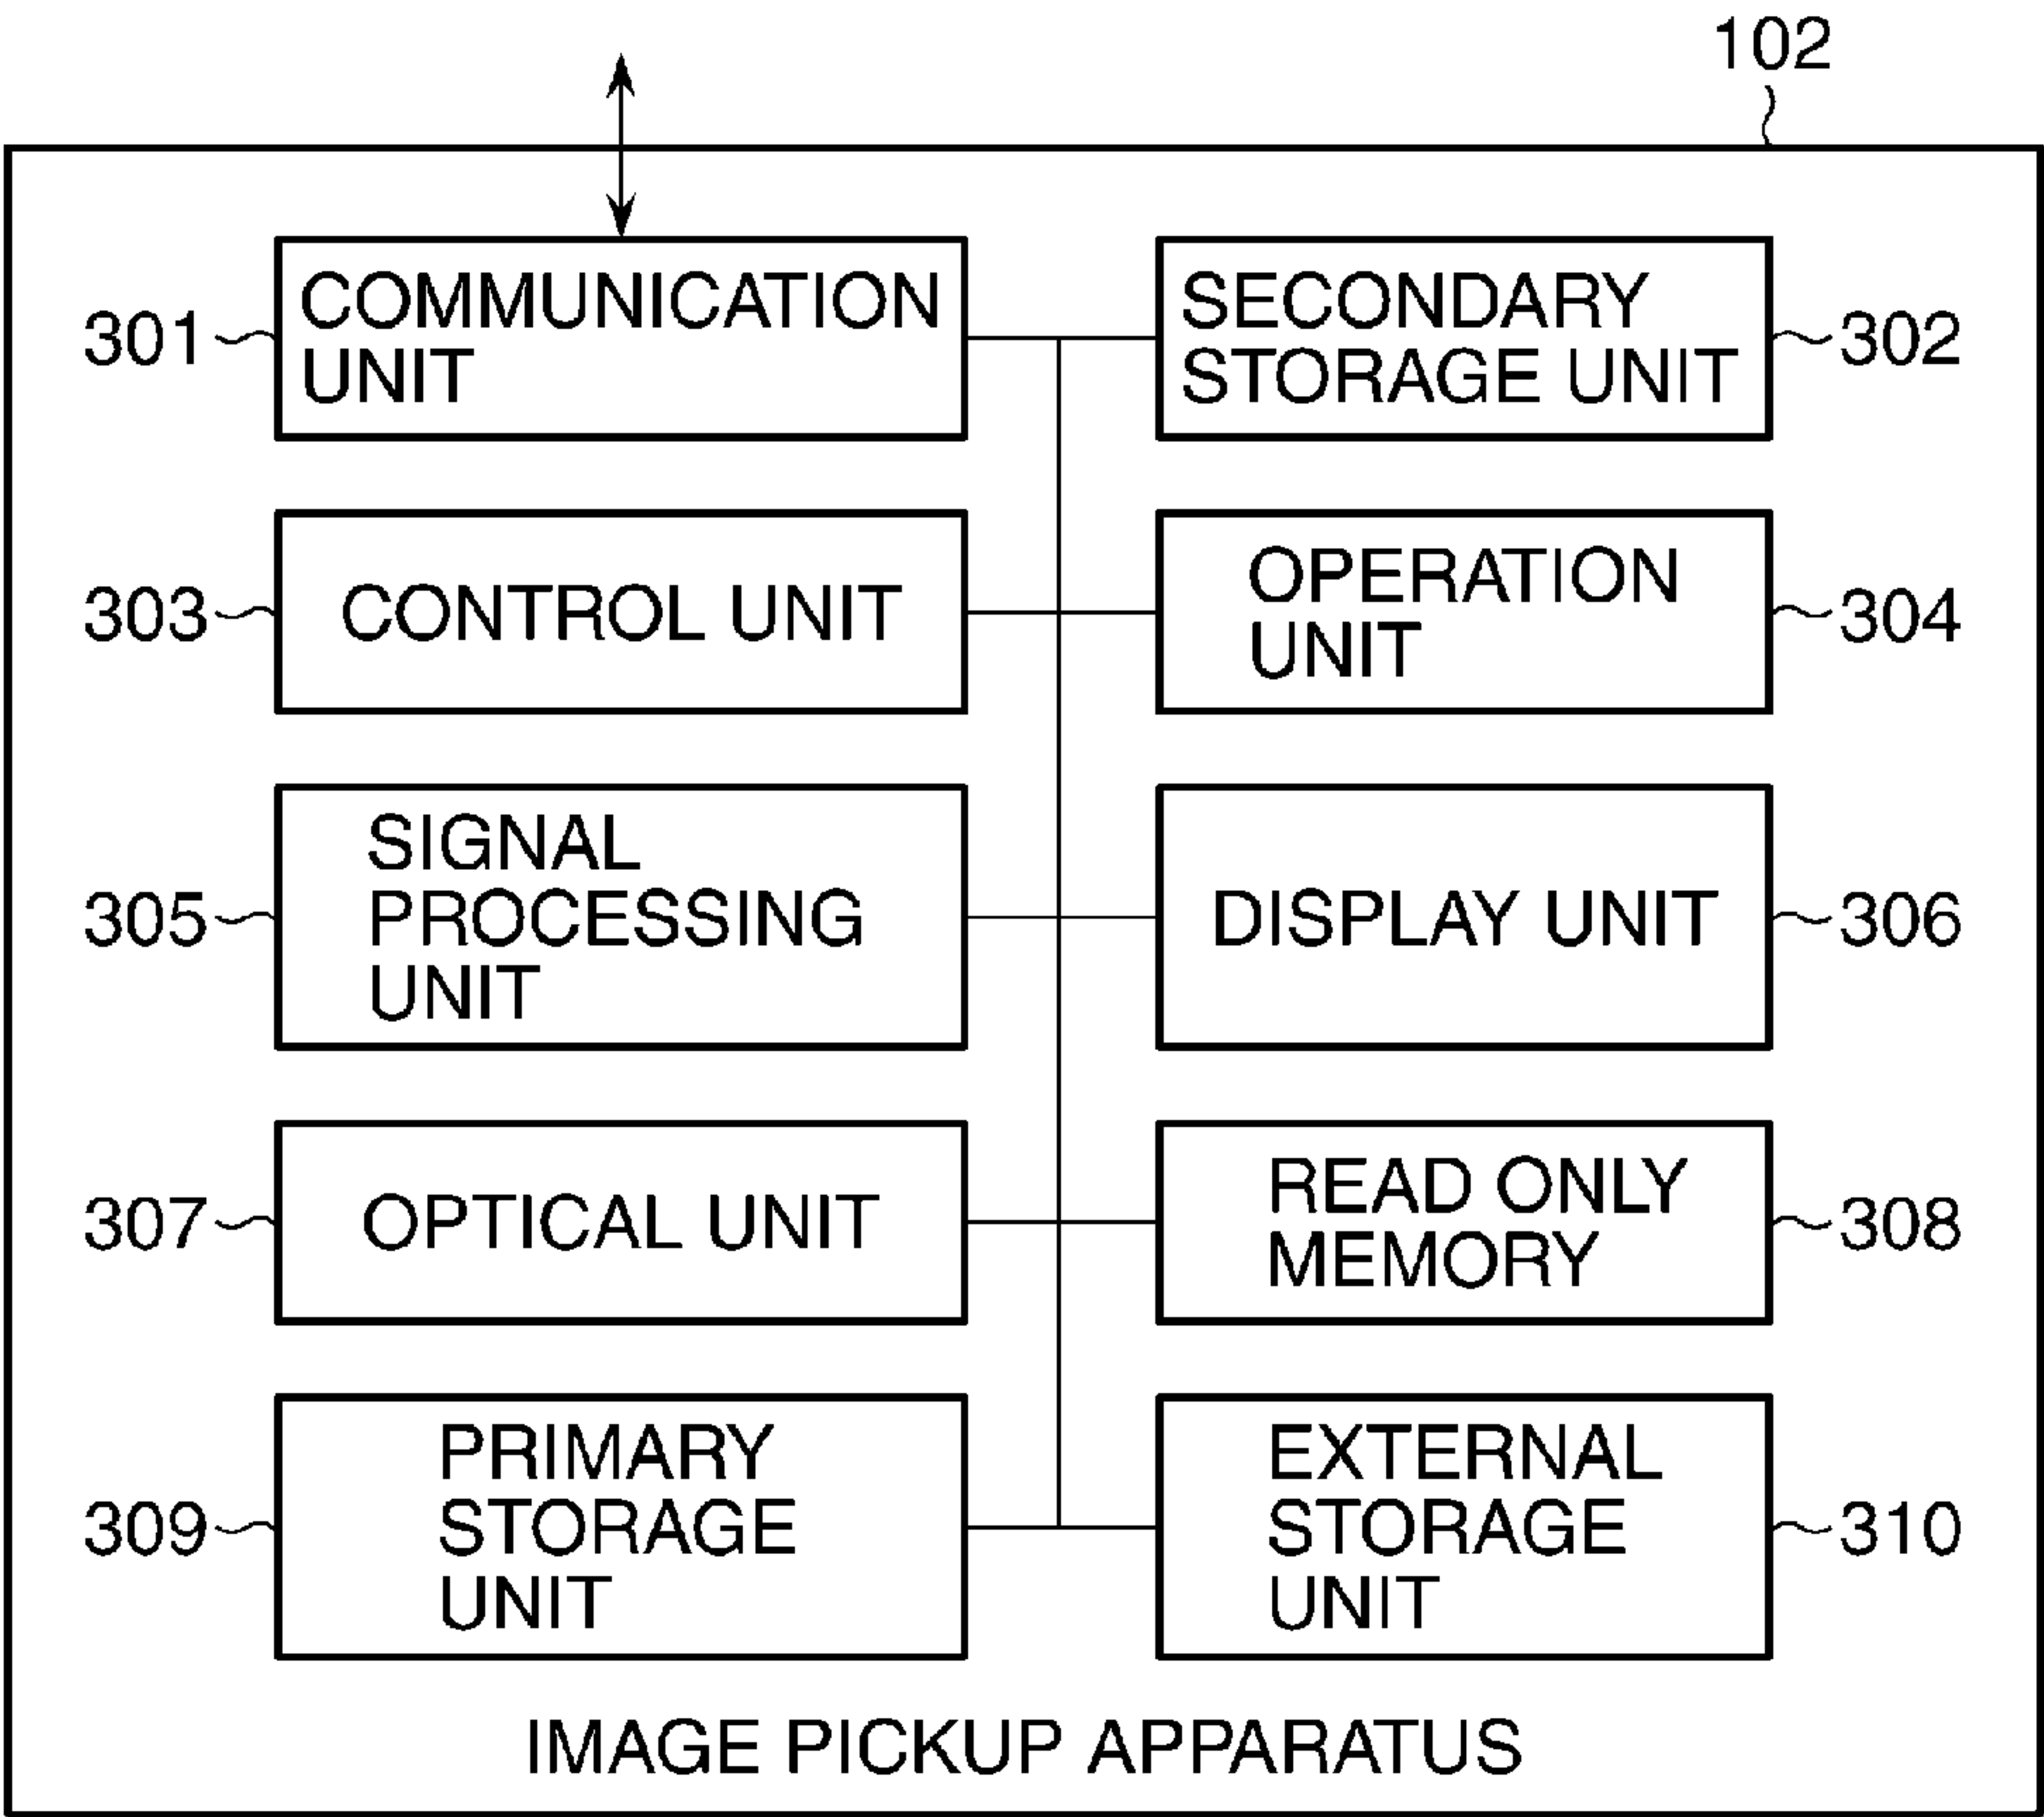 102
301
COMMUNICATION
UNIT
SECONDARY
STORAGE UNIT
302
303
CONTROL UNIT
OPERATION
UNIT
304
305
SIGNAL
PROCESSING
UNIT
DISPLAY UNIT
306
307
OPTICAL UNIT
READ ONLY
MEMORY
308
309
PRIMARY
STORAGE
UNIT
EXTERNAL
STORAGE
UNIT
310
IMAGE PICKUP APPARATUS